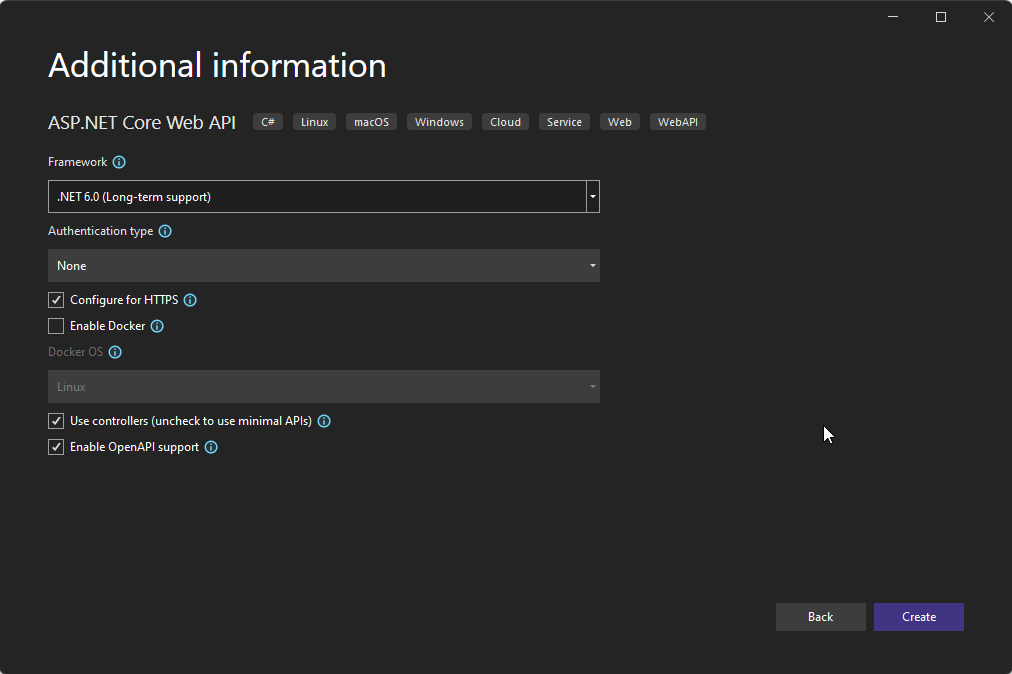 Additional information
ASP.NET Core Web API C# Linux macOS Windows Cloud Service Web WebAPI
Framework
.NET 6.0 (Long-term support)
Authentication type
None
Configure for HTTPS
Enable Docker
Docker OS
Linux
Use controllers (uncheck to use minimal APIs)
Enable OpenAPI support
Back Create